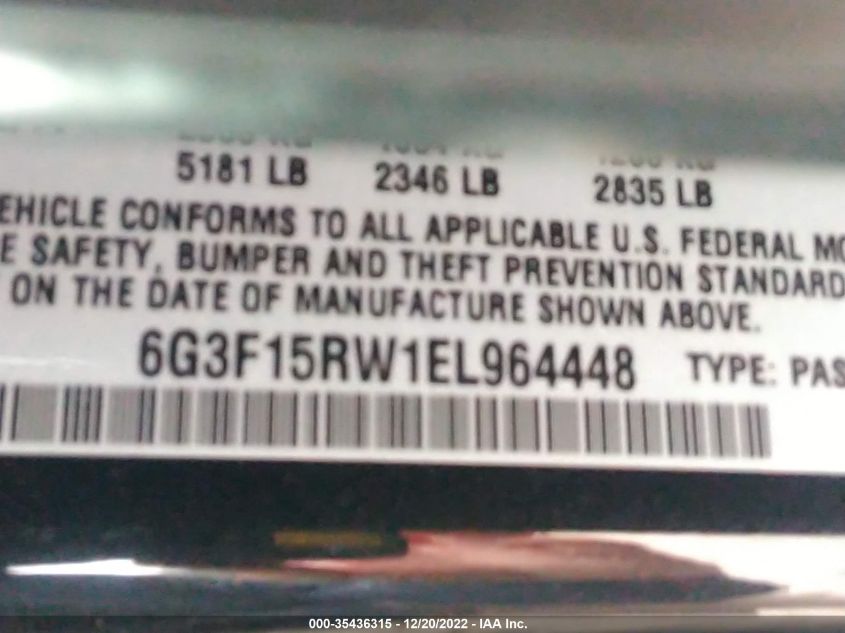 5181 LB 2346 LB 2835 LB
EHICLE CONFORMS TO ALL APPLICABLE U.S. FEDERAL MO
E SAFETY, BUMPER AND THEFT PREVENTION STANDARD
ON THE DATE OF MANUFACTURE SHOWN ABOVE.
6G3F15RW1EL964448 TYPE: PAS
000-35436315 - 12/20/2022 - IAA Inc.